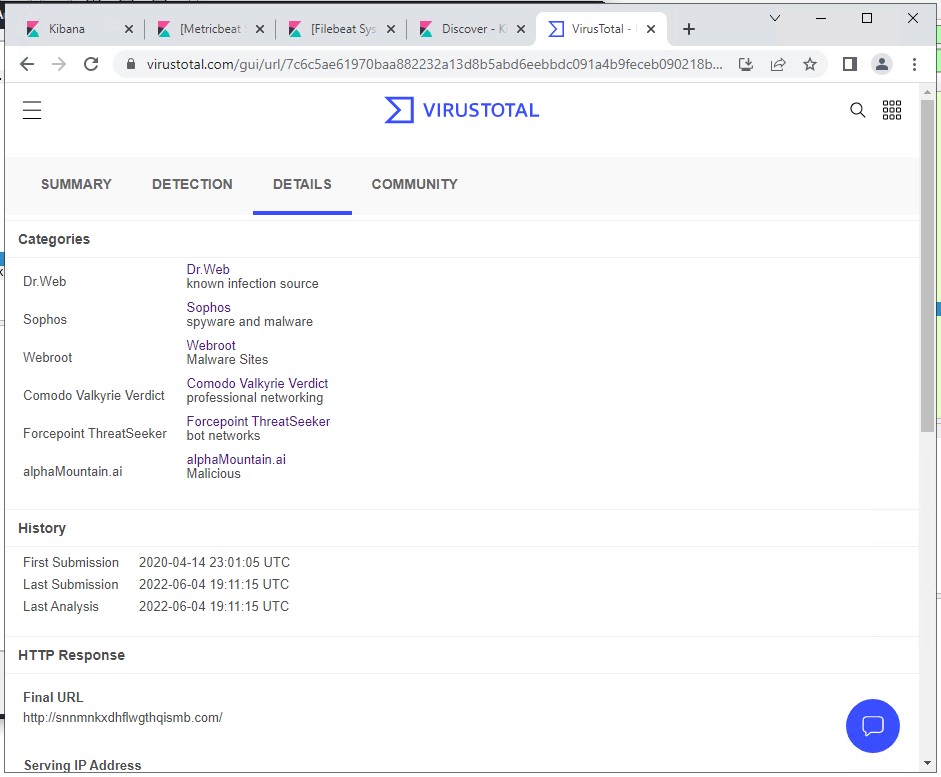 Kibana
[Metricbeat
[Filebeat Sys
Discover - Ki
VirusTotal -
virustotal.com/gui/url/7c6c5ae61970baa882232a13d8b5abd6eebbdc091a4b9feceb090218b...
VIRUSTOTAL
SUMMARY DETECTION DETAILS COMMUNITY
Categories
Dr.Web
Dr.Web
known infection source
Sophos
Sophos
spyware and malware
Webroot
Webroot
Malware Sites
Comodo Valkyrie Verdict
Comodo Valkyrie Verdict
professional networking
Forcepoint ThreatSeeker
Forcepoint ThreatSeeker
bot networks
alphaMountain.ai
alphaMountain.ai
Malicious
History
First Submission 2020-04-14 23:01:05 UTC
Last Submission 2022-06-04 19:11:15 UTC
Last Analysis 2022-06-04 19:11:15 UTC
HTTP Response
Final URL
http://snnmnkxdhflwgthqismb.com/
Serving IP Address